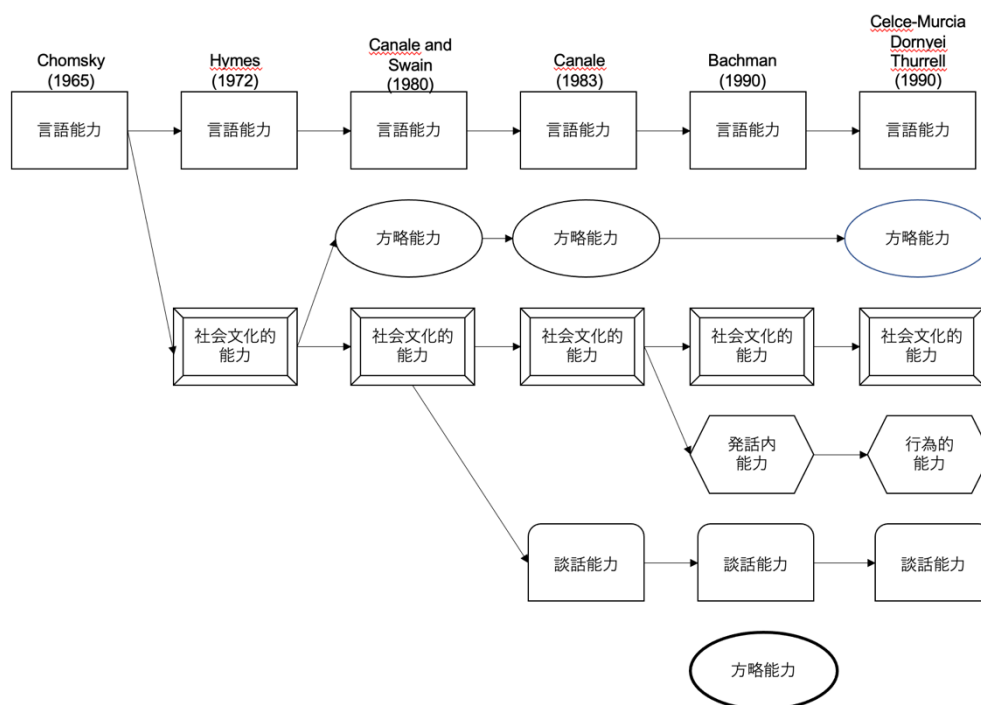 Chomsky
(1965)
Hymes
(1972)
Canale and
Swain
(1980)
Canale
(1983)
Bachman
(1990)
Celce-Murcia
Dornyei
Thurrell
(1990)
言語能力
言語能力
言語能力
言語能力
言語能力
言語能力
方略能力
方略能力
方略能力
社会文化的
能力
社会文化的
能力
社会文化的
能力
社会文化的
能力
社会文化的
能力
発話内
能力
行為的
能力
談話能力
談話能力
談話能力
方略能力